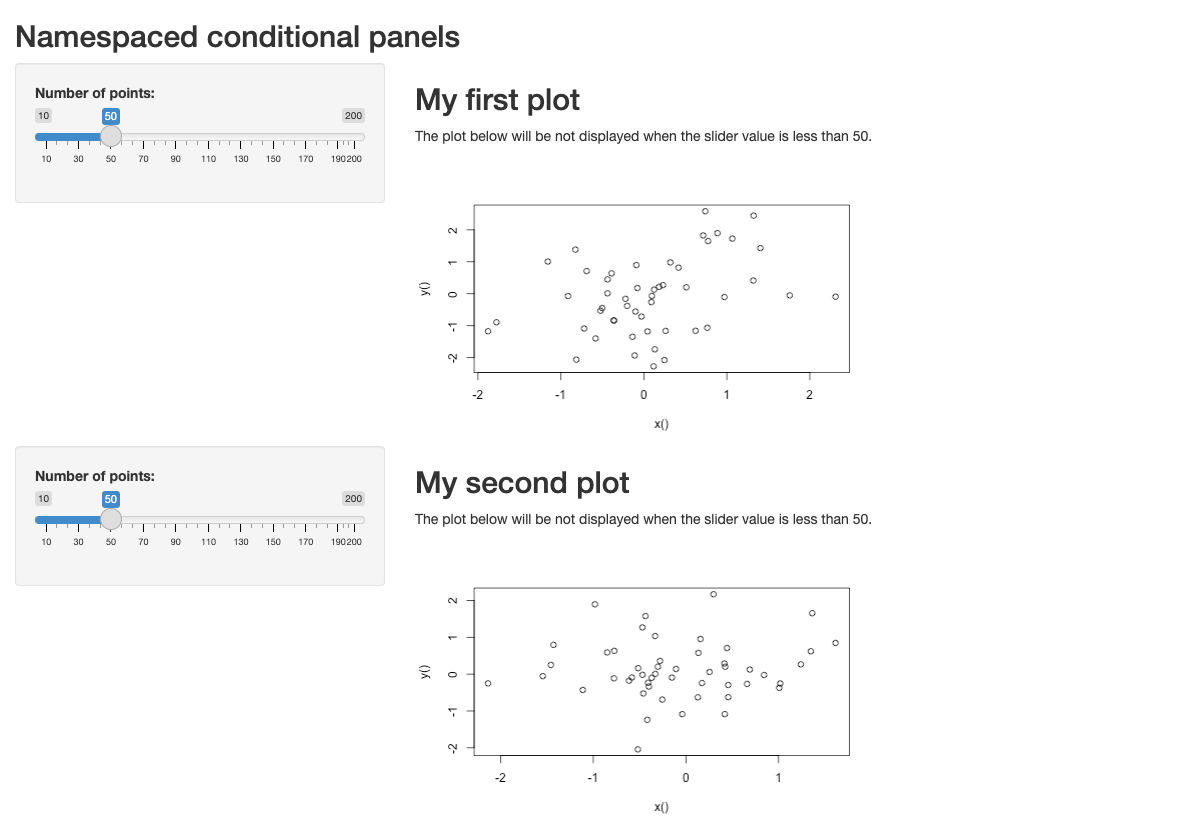 Namespaced conditional panels
Number of points:
10 50 200
10 30 50 70 90 110 130 150 170 190 200
My first plot
The plot below will be not displayed when the slider value is less than 50.
2
1
0
-1
-2
y()
-2 -1 0 1 2
x()
Number of points:
10 50 200
10 30 50 70 90 110 130 150 170 190 200
My second plot
The plot below will be not displayed when the slider value is less than 50.
2
1
0
-1
-2
y()
-2 -1 0 1
x()